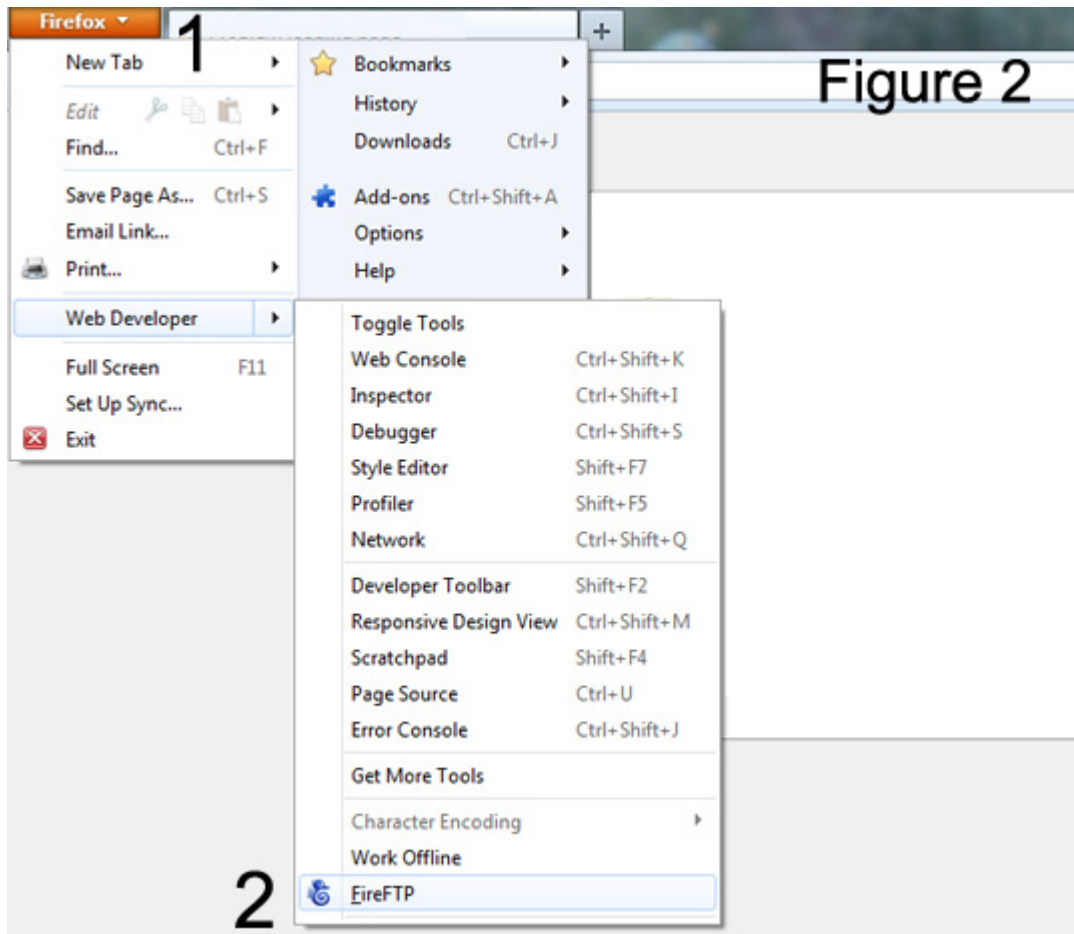 Firefox
1
+
New Tab
Edit
Find... Ctrl+F
Save Page As... Ctrl+S
Email Link...
Print...
Web Developer
Full Screen F11
Set Up Sync...
Exit
Bookmarks
History
Downloads Ctrl+J
Add-ons Ctrl+Shift+A
Options
Help
Figure 2
Toggle Tools
Web Console Ctrl+Shift+K
Inspector Ctrl+Shift+I
Debugger Ctrl+Shift+S
Style Editor Shift+F7
Profiler Shift+F5
Network Ctrl+Shift+Q
Developer Toolbar Shift+F2
Responsive Design View Ctrl+Shift+M
Scratchpad Shift+F4
Page Source Ctrl+U
Error Console Ctrl+Shift+J
Get More Tools
Character Encoding
Work Offline
2 FireFTP